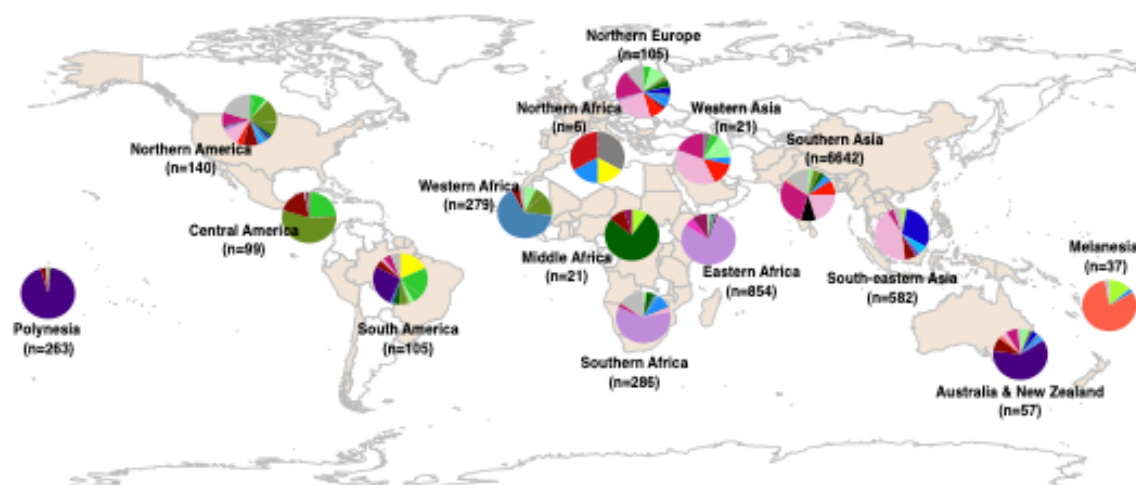 Northern Europe
(n=105)
Northern Africa
(n=6)
Western Asia
(n=21)
Southern Asia
(n=6642)
Northern America
(n=140)
Western Africa
(n=279)
Central America
(n=99)
Middle Africa
(n=21)
Eastern Africa
(n=854)
South-eastern Asia
(n=582)
Melanesia
(n=37)
Polynesia
(n=263)
South America
(n=105)
Southern Africa
(n=286)
Australia & New Zealand
(n=57)